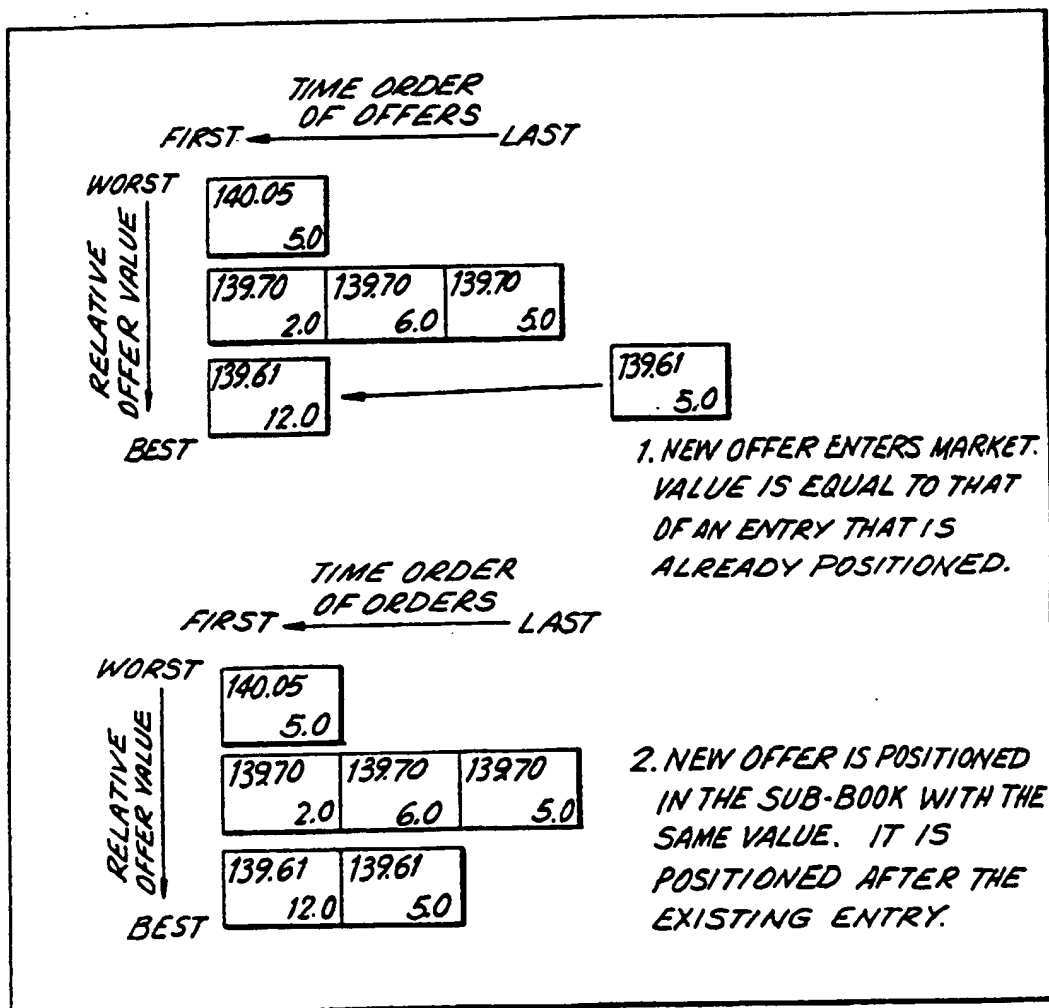 TIME ORDER
OF OFFERS
FIRST LAST
WORST
RELATIVE
OFFER VALUE
BEST
140.05
5.0
139.70 139.70 139.70
2.0 6.0 5.0
139.61 139.61
12.0 5.0
1. NEW OFFER ENTERS MARKET.
VALUE IS EQUAL TO THAT
OF AN ENTRY THAT IS
ALREADY POSITIONED.
TIME ORDER
OF ORDERS
FIRST LAST
WORST
RELATIVE
OFFER VALUE
BEST
140.05
5.0
139.70 139.70 139.70
2.0 6.0 5.0
139.61 139.61
12.0 5.0
2. NEW OFFER IS POSITIONED
IN THE SUB-BOOK WITH THE
SAME VALUE. IT IS
POSITIONED AFTER THE
EXISTING ENTRY.